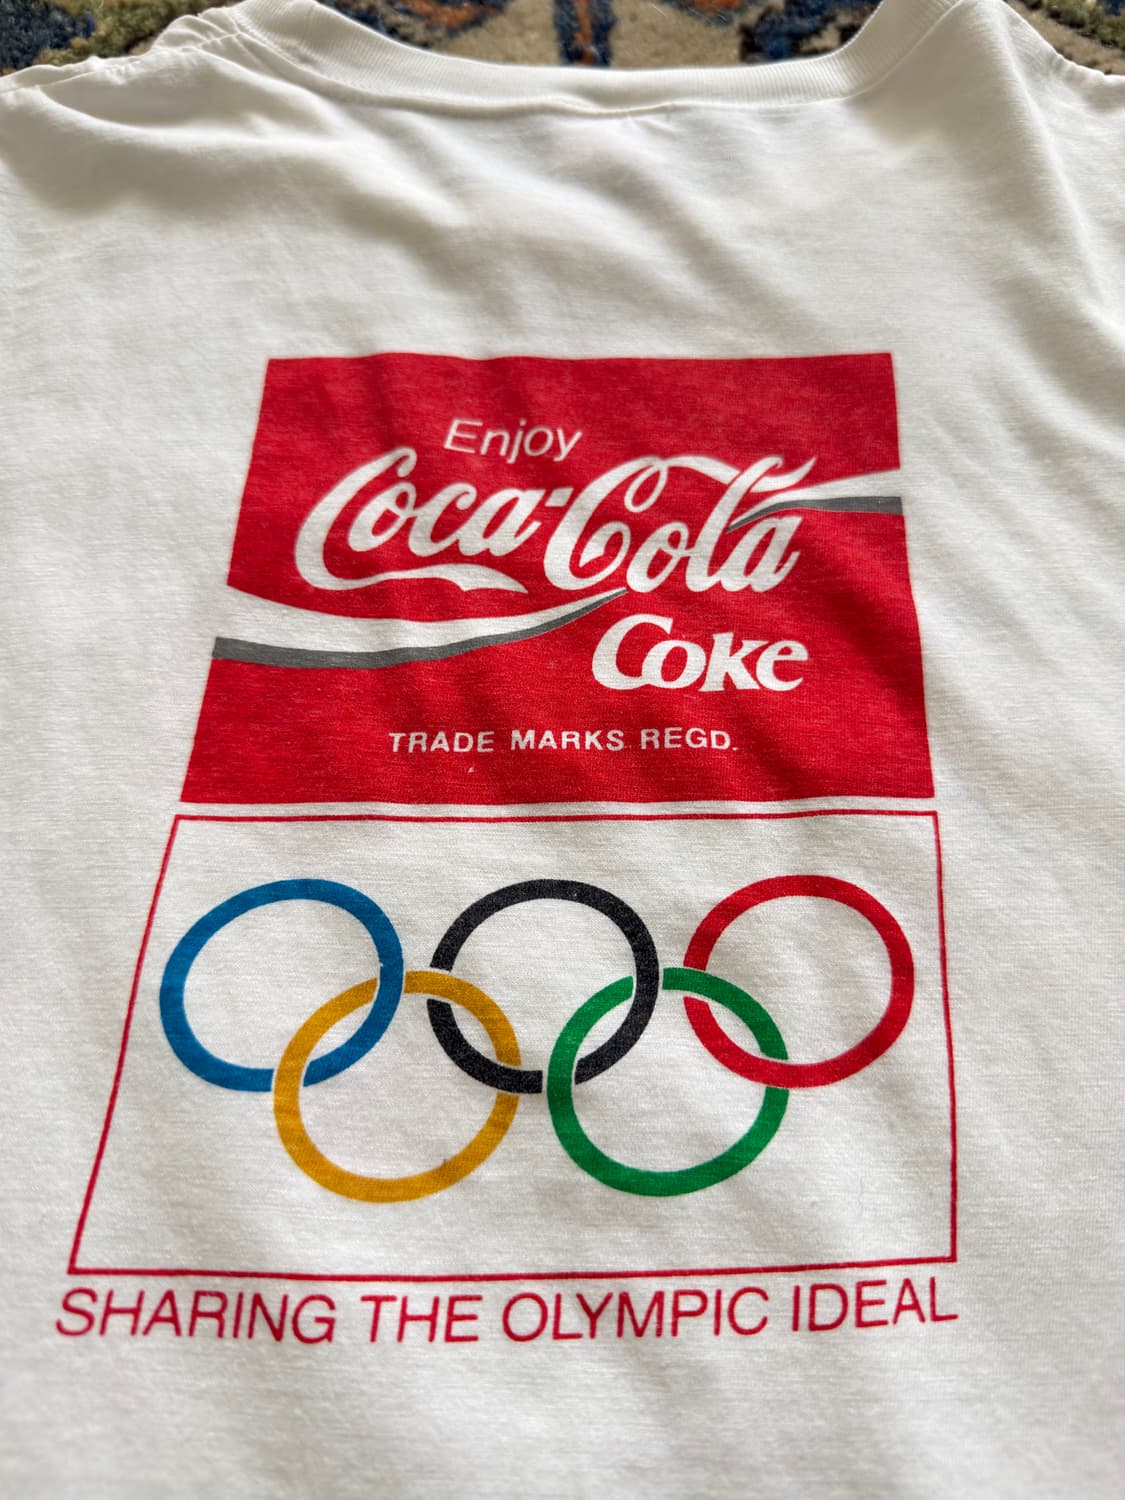 Enjoy
Coca-Cola
Coke
TRADE MARKS REGD.
SHARING THE OLYMPIC IDEAL